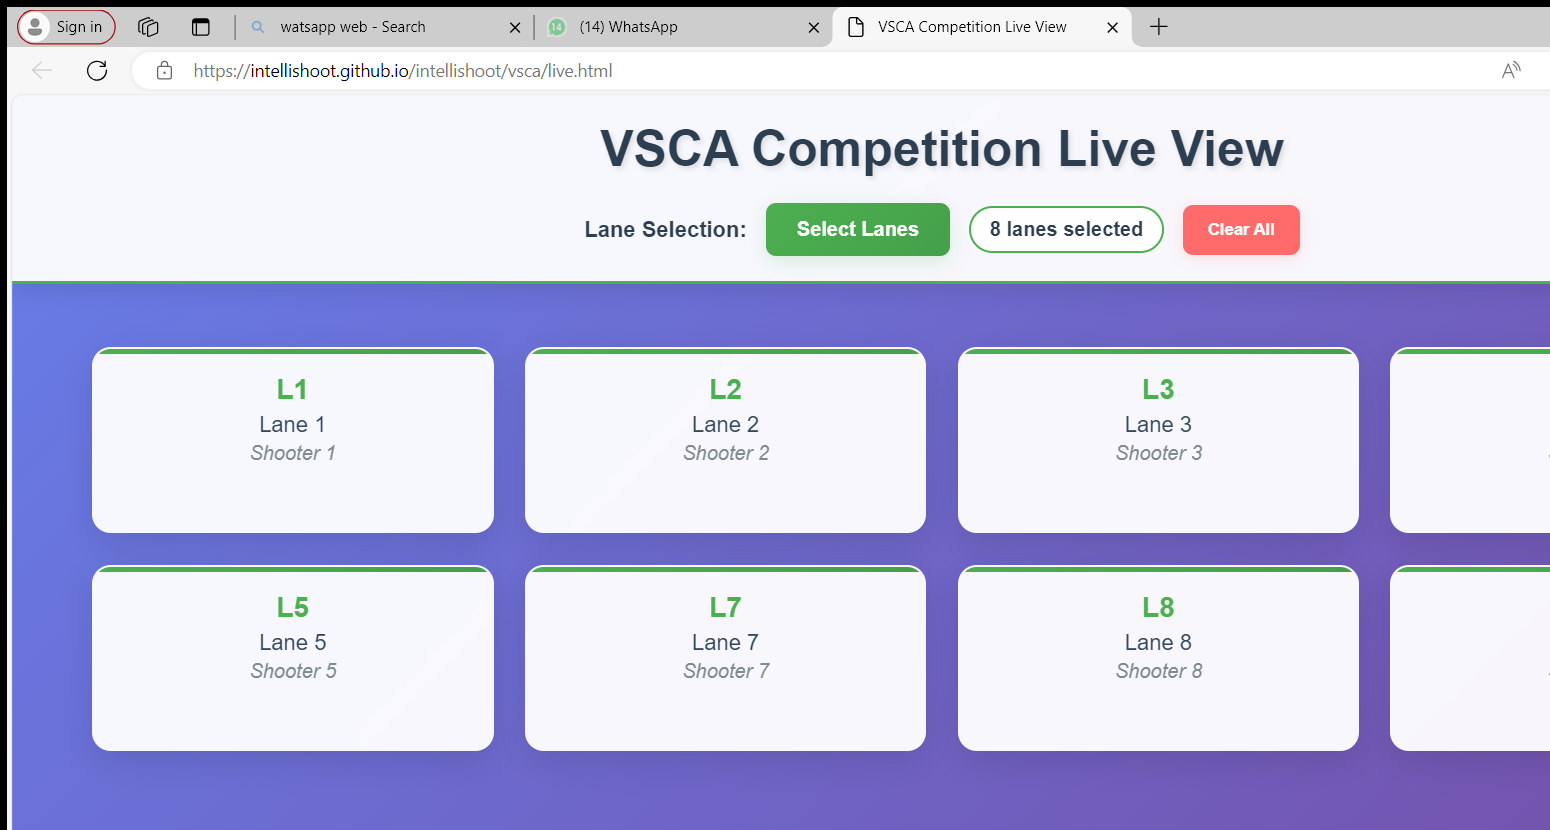 Sign in
watsapp web - Search
14
(14) WhatsApp
VSCA Competition Live View
https://intellishoot.github.io/intellishoot/vsca/live.html
VSCA Competition Live View
Lane Selection:
Select Lanes
8 lanes selected
Clear All
L1
Lane 1
Shooter 1
L2
Lane 2
Shooter 2
L3
Lane 3
Shooter 3
L5
Lane 5
Shooter 5
L7
Lane 7
Shooter 7
L8
Lane 8
Shooter 8